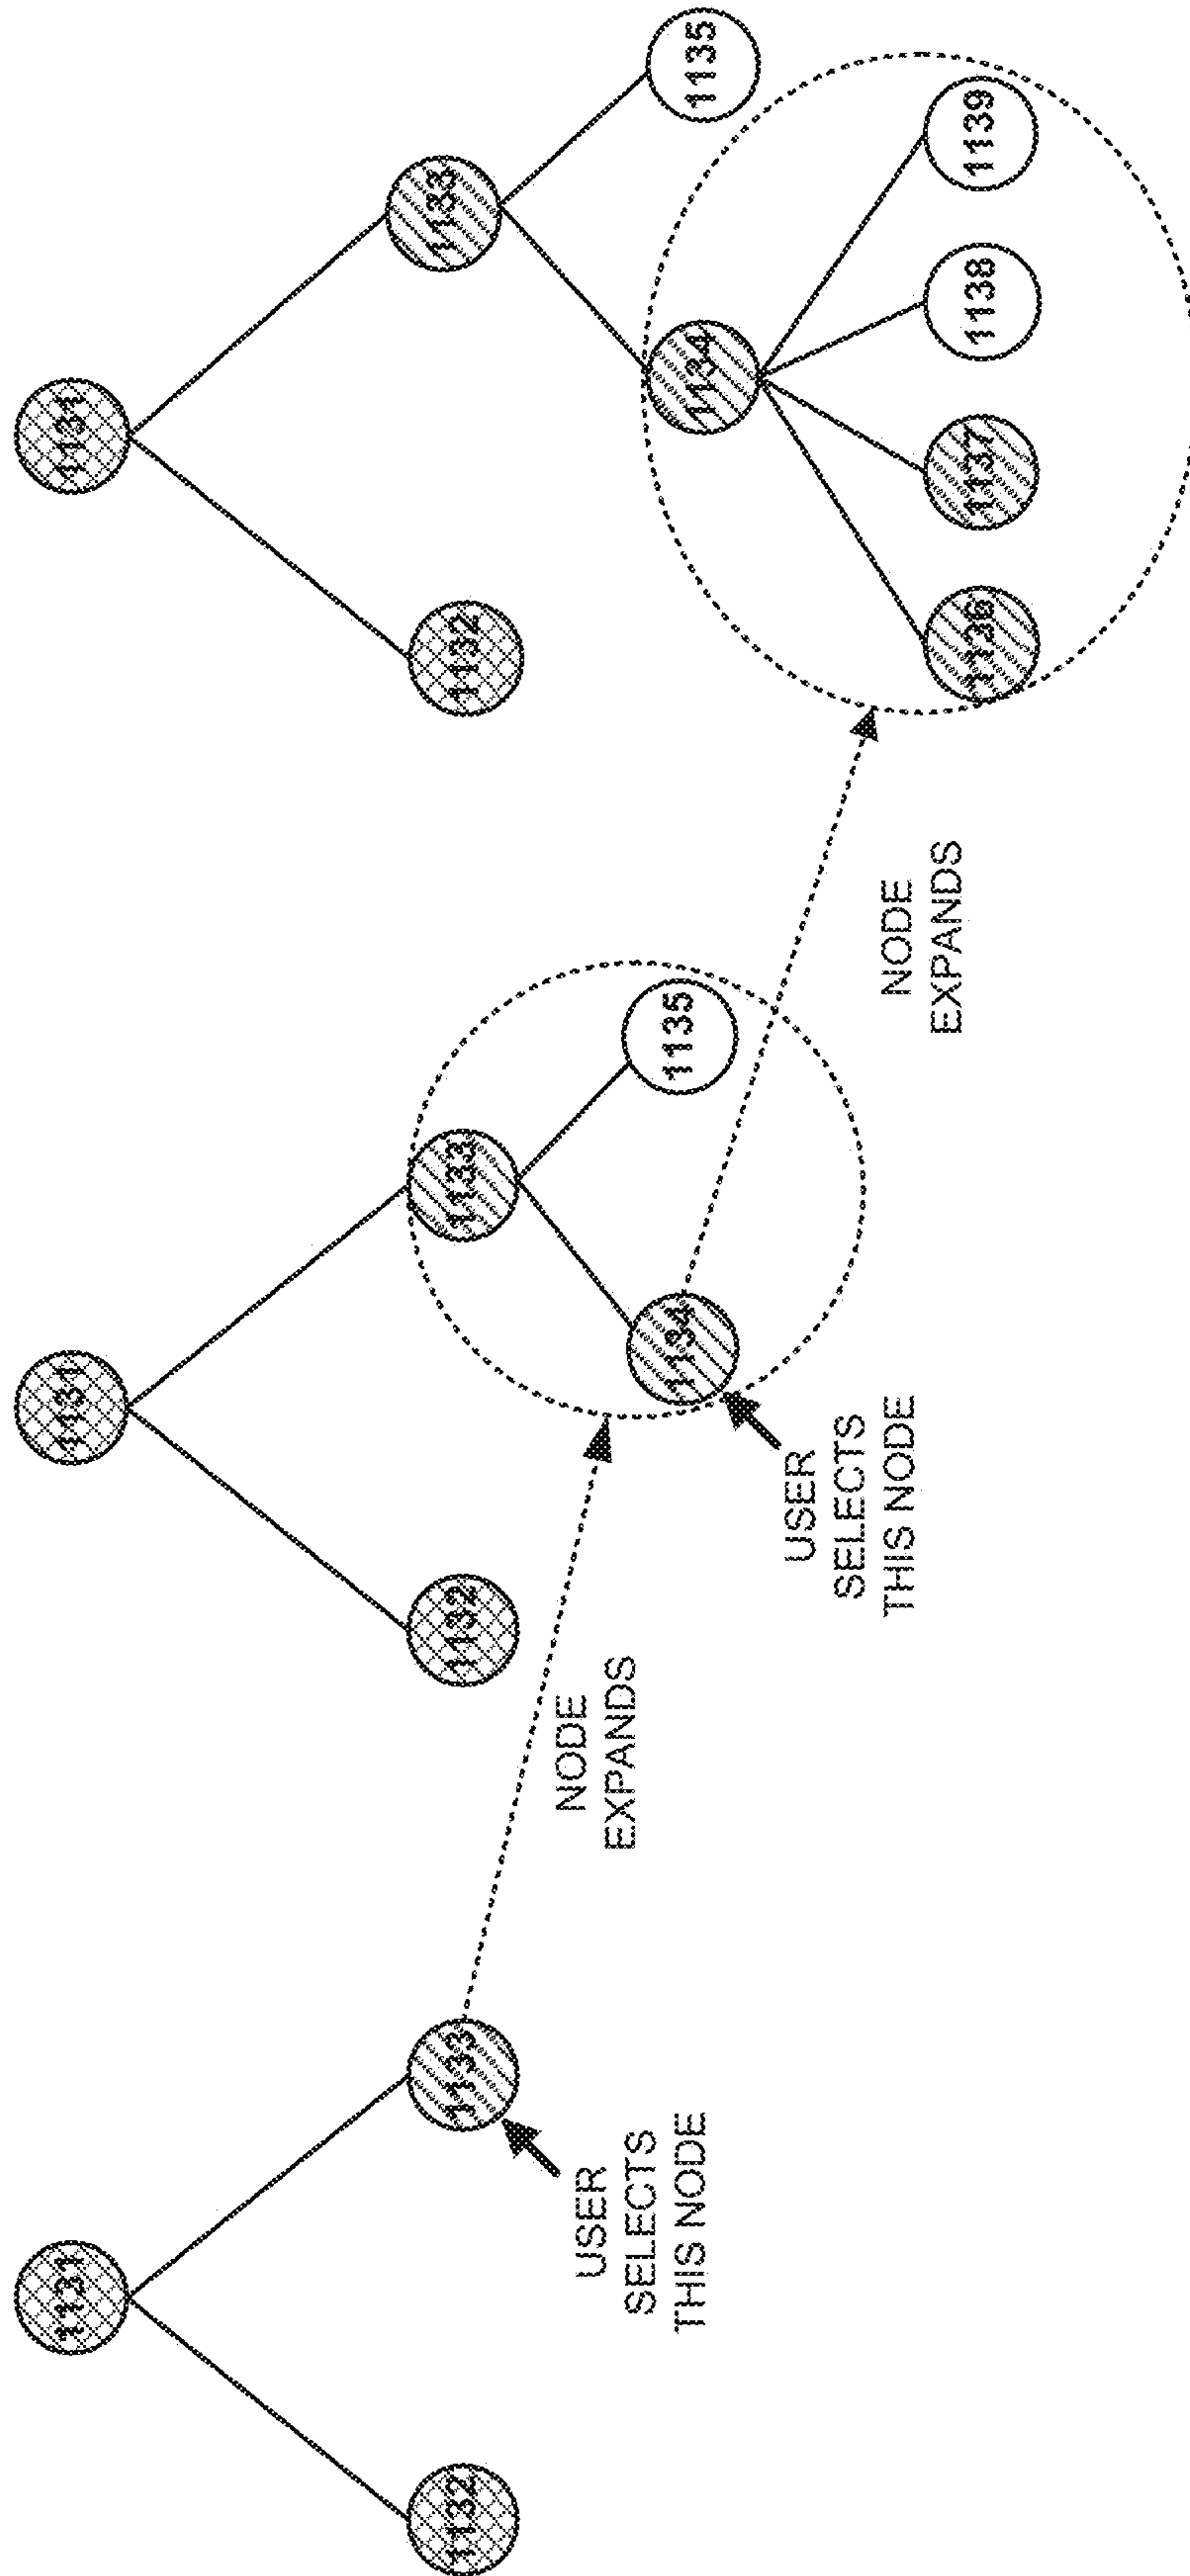 1131
1132
1133
USER
SELECTS
THIS NODE
NODE
EXPANDS
1131
1132
1133
1134
1135
USER
SELECTS
THIS NODE
NODE
EXPANDS
1131
1132
1133
1134
1135
1136
1137
1138
1139